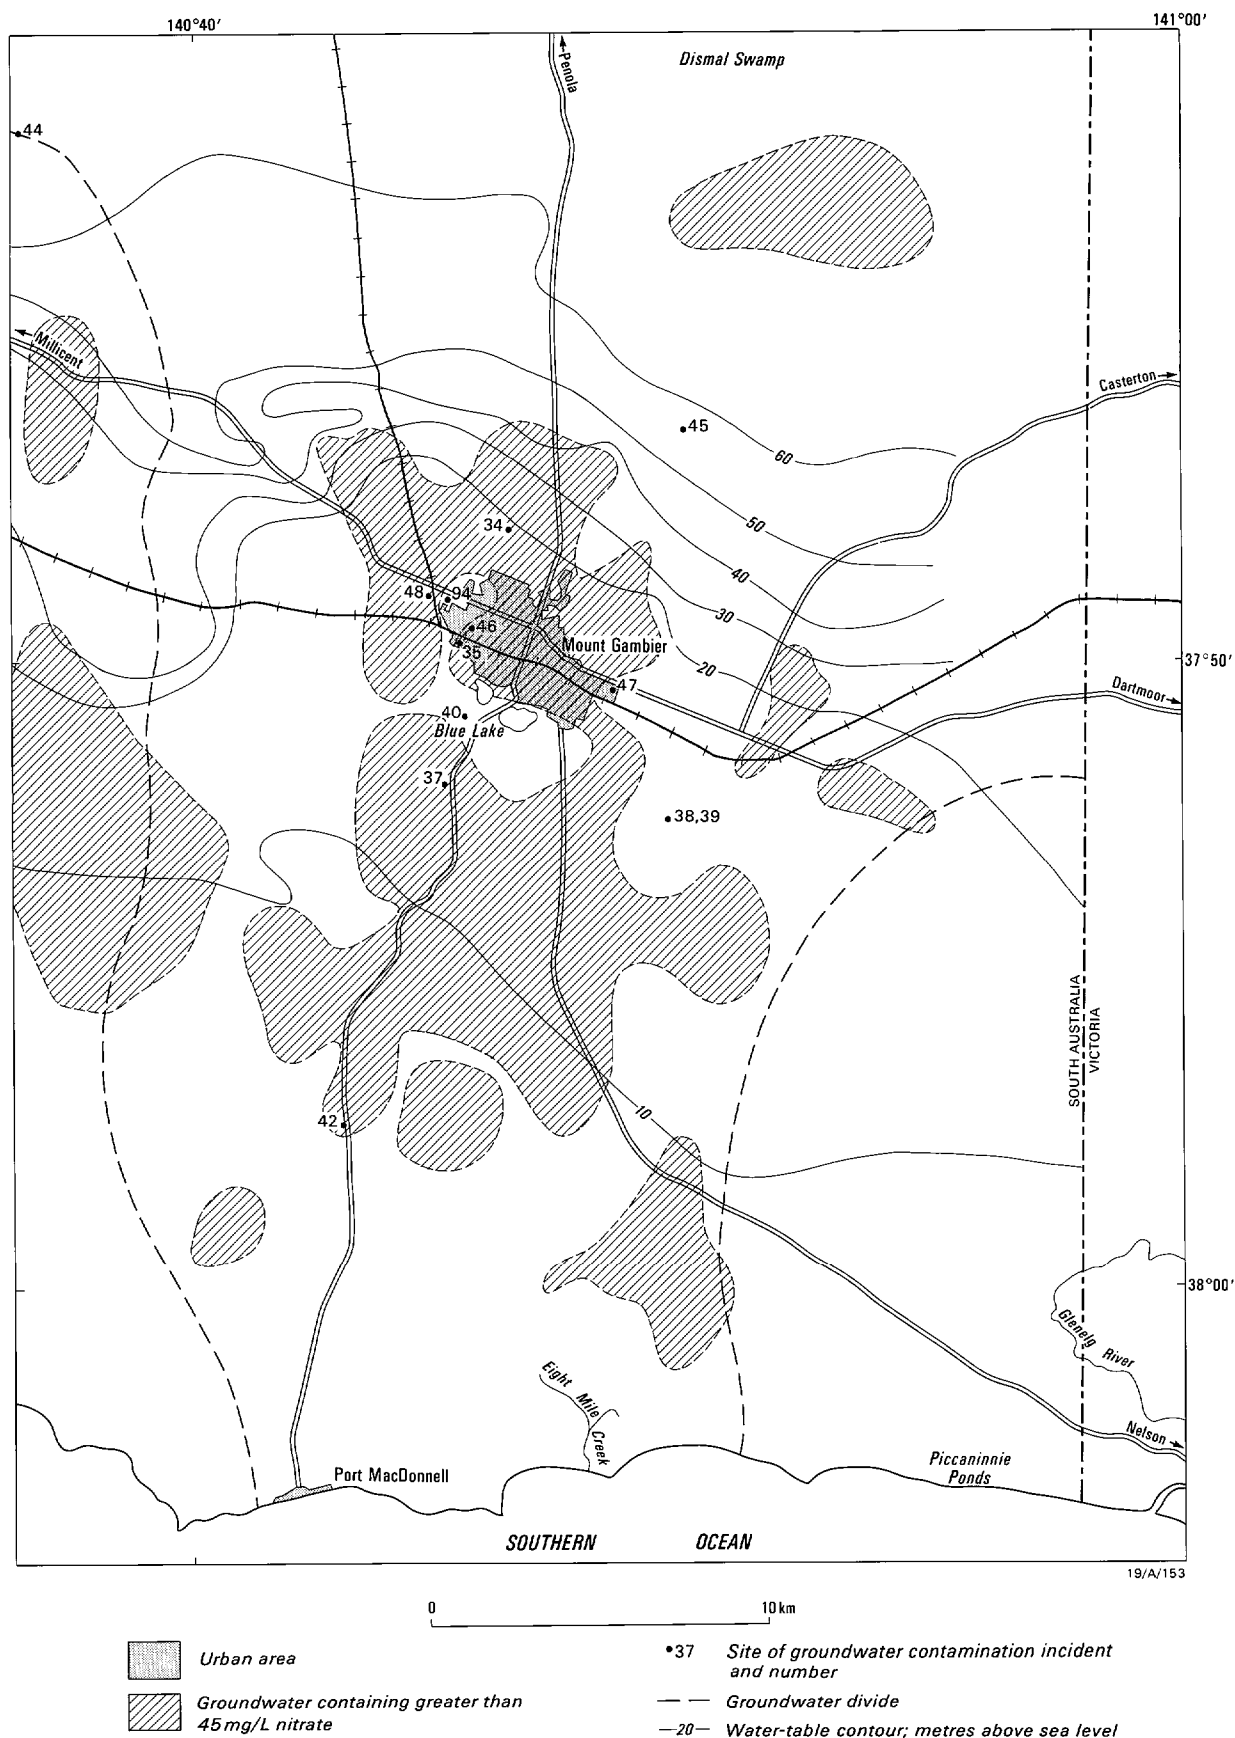 140°40'
141°00'
Penola
Dismal Swamp
44
Millicent
Casterton
45
60
34
50
40
48
94
30
46
35
Mount Gambier
37°50'
20
47
Dartmoor
40
Blue Lake
37
38,39
SOUTH AUSTRALIA
VICTORIA
10
42
38°00'
Glenelg River
Eight Mile Creek
Nelson
Port MacDonnell
Piccaninnie
Ponds
SOUTHERN OCEAN
19/A/153
0 10 km
Urban area
Groundwater containing greater than
45 mg/L nitrate
•37 Site of groundwater contamination incident
and number
Groundwater divide
—20— Water-table contour; metres above sea level